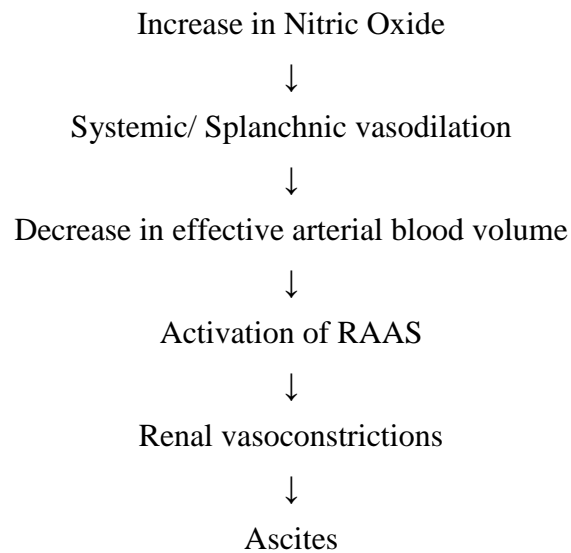 Increase in Nitric Oxide
↓
Systemic/ Splanchnic vasodilation
↓
Decrease in effective arterial blood volume
↓
Activation of RAAS
↓
Renal vasoconstrictions
↓
Ascites